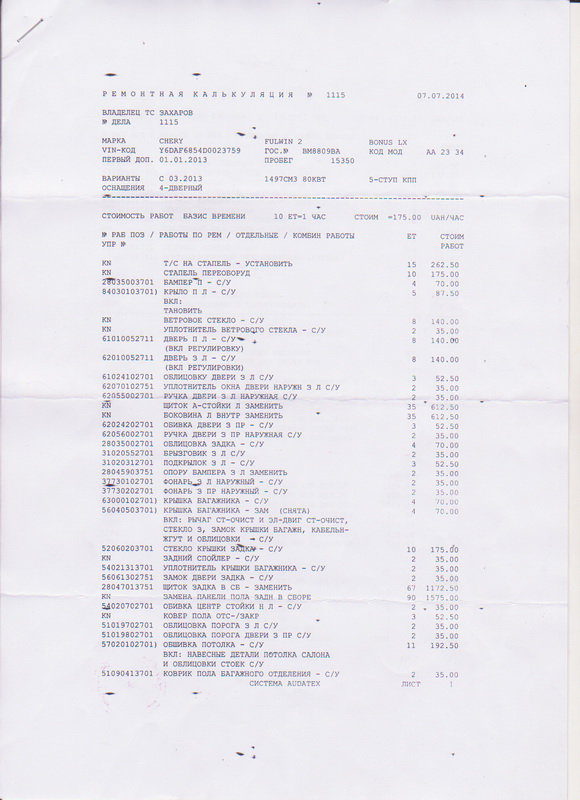 РЕМОНТНАЯ КАЛЬКУЛЯЦИЯ № 1115 07.07.2014
ВЛАДЕЛЕЦ ТС ЗАХАРОВ
№ ДЕЛА 1115
МАРКА CHERY FULWIN 2 BONUS LX
VIN-КОД Y6DAF6854D0023759 ГОС.№ BM8809BA КОД МОД АА 23 34
ПЕРВЫЙ ДОП. 01.01.2013 ПРОБЕГ 15350
ВАРИАНТЫ С 03.2013 1497СМ3 80КВТ 5-СТУП КПП
ОСНАЩЕНИЯ 4-ДВЕРНЫЙ
СТОИМОСТЬ РАБОТ БАЗИС ВРЕМЕНИ 10 ЕТ=1 ЧАС СТОИМ =175.00 UAH/ЧАС
№ РАБ ПОЗ / РАБОТЫ ПО РЕМ / ОТДЕЛЬНЫЕ / КОМБИН РАБОТЫ ЕТ СТОИМ
УПР № РАБОТ
KN Т/С НА СТАПЕЛЬ - УСТАНОВИТЬ 15 262.50
KN СТАПЕЛЬ ПЕРЕОБОРУД 10 175.00
28035003701 БАМПЕР П - С/У 4 70.00
84030103701) КРЫЛО П Л - С/У 5 87.50
ВКЛ:
ТАНОВИТЬ
KN ВЕТРОВОЕ СТЕКЛО - С/У 8 140.00
KN УПЛОТНИТЕЛЬ ВЕТРОВОГО СТЕКЛА - С/У 2 35.00
61010052711 ДВЕРЬ П Л - С/У 8 140.00
(ВКЛ РЕГУЛИРОВКУ)
62010052711 ДВЕРЬ З Л - С/У 8 140.00
(ВКЛ РЕГУЛИРОВКИ)
61024102701 ОБЛИЦОВКУ ДВЕРИ З Л С/У 3 52.50
62070102751 УПЛОТНИТЕЛЬ ОКНА ДВЕРИ НАРУЖН З Л С/У 2 35.00
62055002701 РУЧКА ДВЕРИ З Л НАРУЖНАЯ С/У 2 35.00
KN ЩИТОК А-СТОЙКИ Л ЗАМЕНИТЬ 35 612.50
KN БОКОВИНА Л ВНУТР ЗАМЕНИТЬ 35 612.50
62024202701 ОБИВКА ДВЕРИ З ПР - С/У 3 52.50
62056002701 РУЧКА ДВЕРИ З ПР НАРУЖНАЯ С/У 2 35.00
28035002701 ОБЛИЦОВКА ЗАДКА - С/У 4 70.00
31020552701 БРЫЗГОВИК З Л - С/У 2 35.00
31020312701 ПОДКРЫЛОК З Л - С/У 3 52.50
28045903751 ОПОРУ БАМПЕРА З Л ЗАМЕНИТЬ 2 35.00
37730102701 ФОНАРЬ З Л НАРУЖНЫЙ - С/У 2 35.00
37730202701 ФОНАРЬ З ПР НАРУЖНЫЙ - С/У 2 35.00
63000102701) КРЫШКА БАГАЖНИКА - С/У 4 70.00
56040503701) КРЫШКА БАГАЖНИКА - ЗАМ (СНЯТА) 4 70.00
ВКЛ: РЫЧАГ СТ-ОЧИСТ И ЭЛ-ДВИГ СТ-ОЧИСТ,
СТЕКЛО З, ЗАМОК КРЫШКИ БАГАЖН, КАБЕЛЬН-
ЖГУТ И ОБЛИЦОВКИ - С/У
52060203701 СТЕКЛО КРЫШКИ ЗАДКА - С/У 10 175.00
KN ЗАДНИЙ СПОЙЛЕР - С/У 2 35.00
54021313701 УПЛОТНИТЕЛЬ КРЫШКИ БАГАЖНИКА - С/У 2 35.00
56061302751 ЗАМОК ДВЕРИ ЗАДКА - С/У 2 35.00
28047013751 ЩИТОК ЗАДКА В СБ - ЗАМЕНИТЬ 67 1172.50
KN ЗАМЕНА ПАНЕЛИ ПОЛА ЗАДН В СБОРЕ 90 1575.00
54020702701 ОБИВКА ЦЕНТР СТОЙКИ Н Л - С/У 2 35.00
KN КОВЕР ПОЛА ОТС-/ЗАКР 3 52.50
51019702701 ОБЛИЦОВКА ПОРОГА З Л С/У 2 35.00
51019802701 ОБЛИЦОВКА ПОРОГА ДВЕРИ З ПР С/У 2 35.00
57020102701) ОБШИВКА ПОТОЛКА - С/У 11 192.50
ВКЛ: НАВЕСНЫЕ ДЕТАЛИ ПОТОЛКА САЛОНА
И ОБЛИЦОВКИ СТОЕК С/У
51090413701 КОВРИК ПОЛА БАГАЖНОГО ОТДЕЛЕНИЯ - С/У 2 35.00
СИСТЕМА AUDATEX ЛИСТ 1